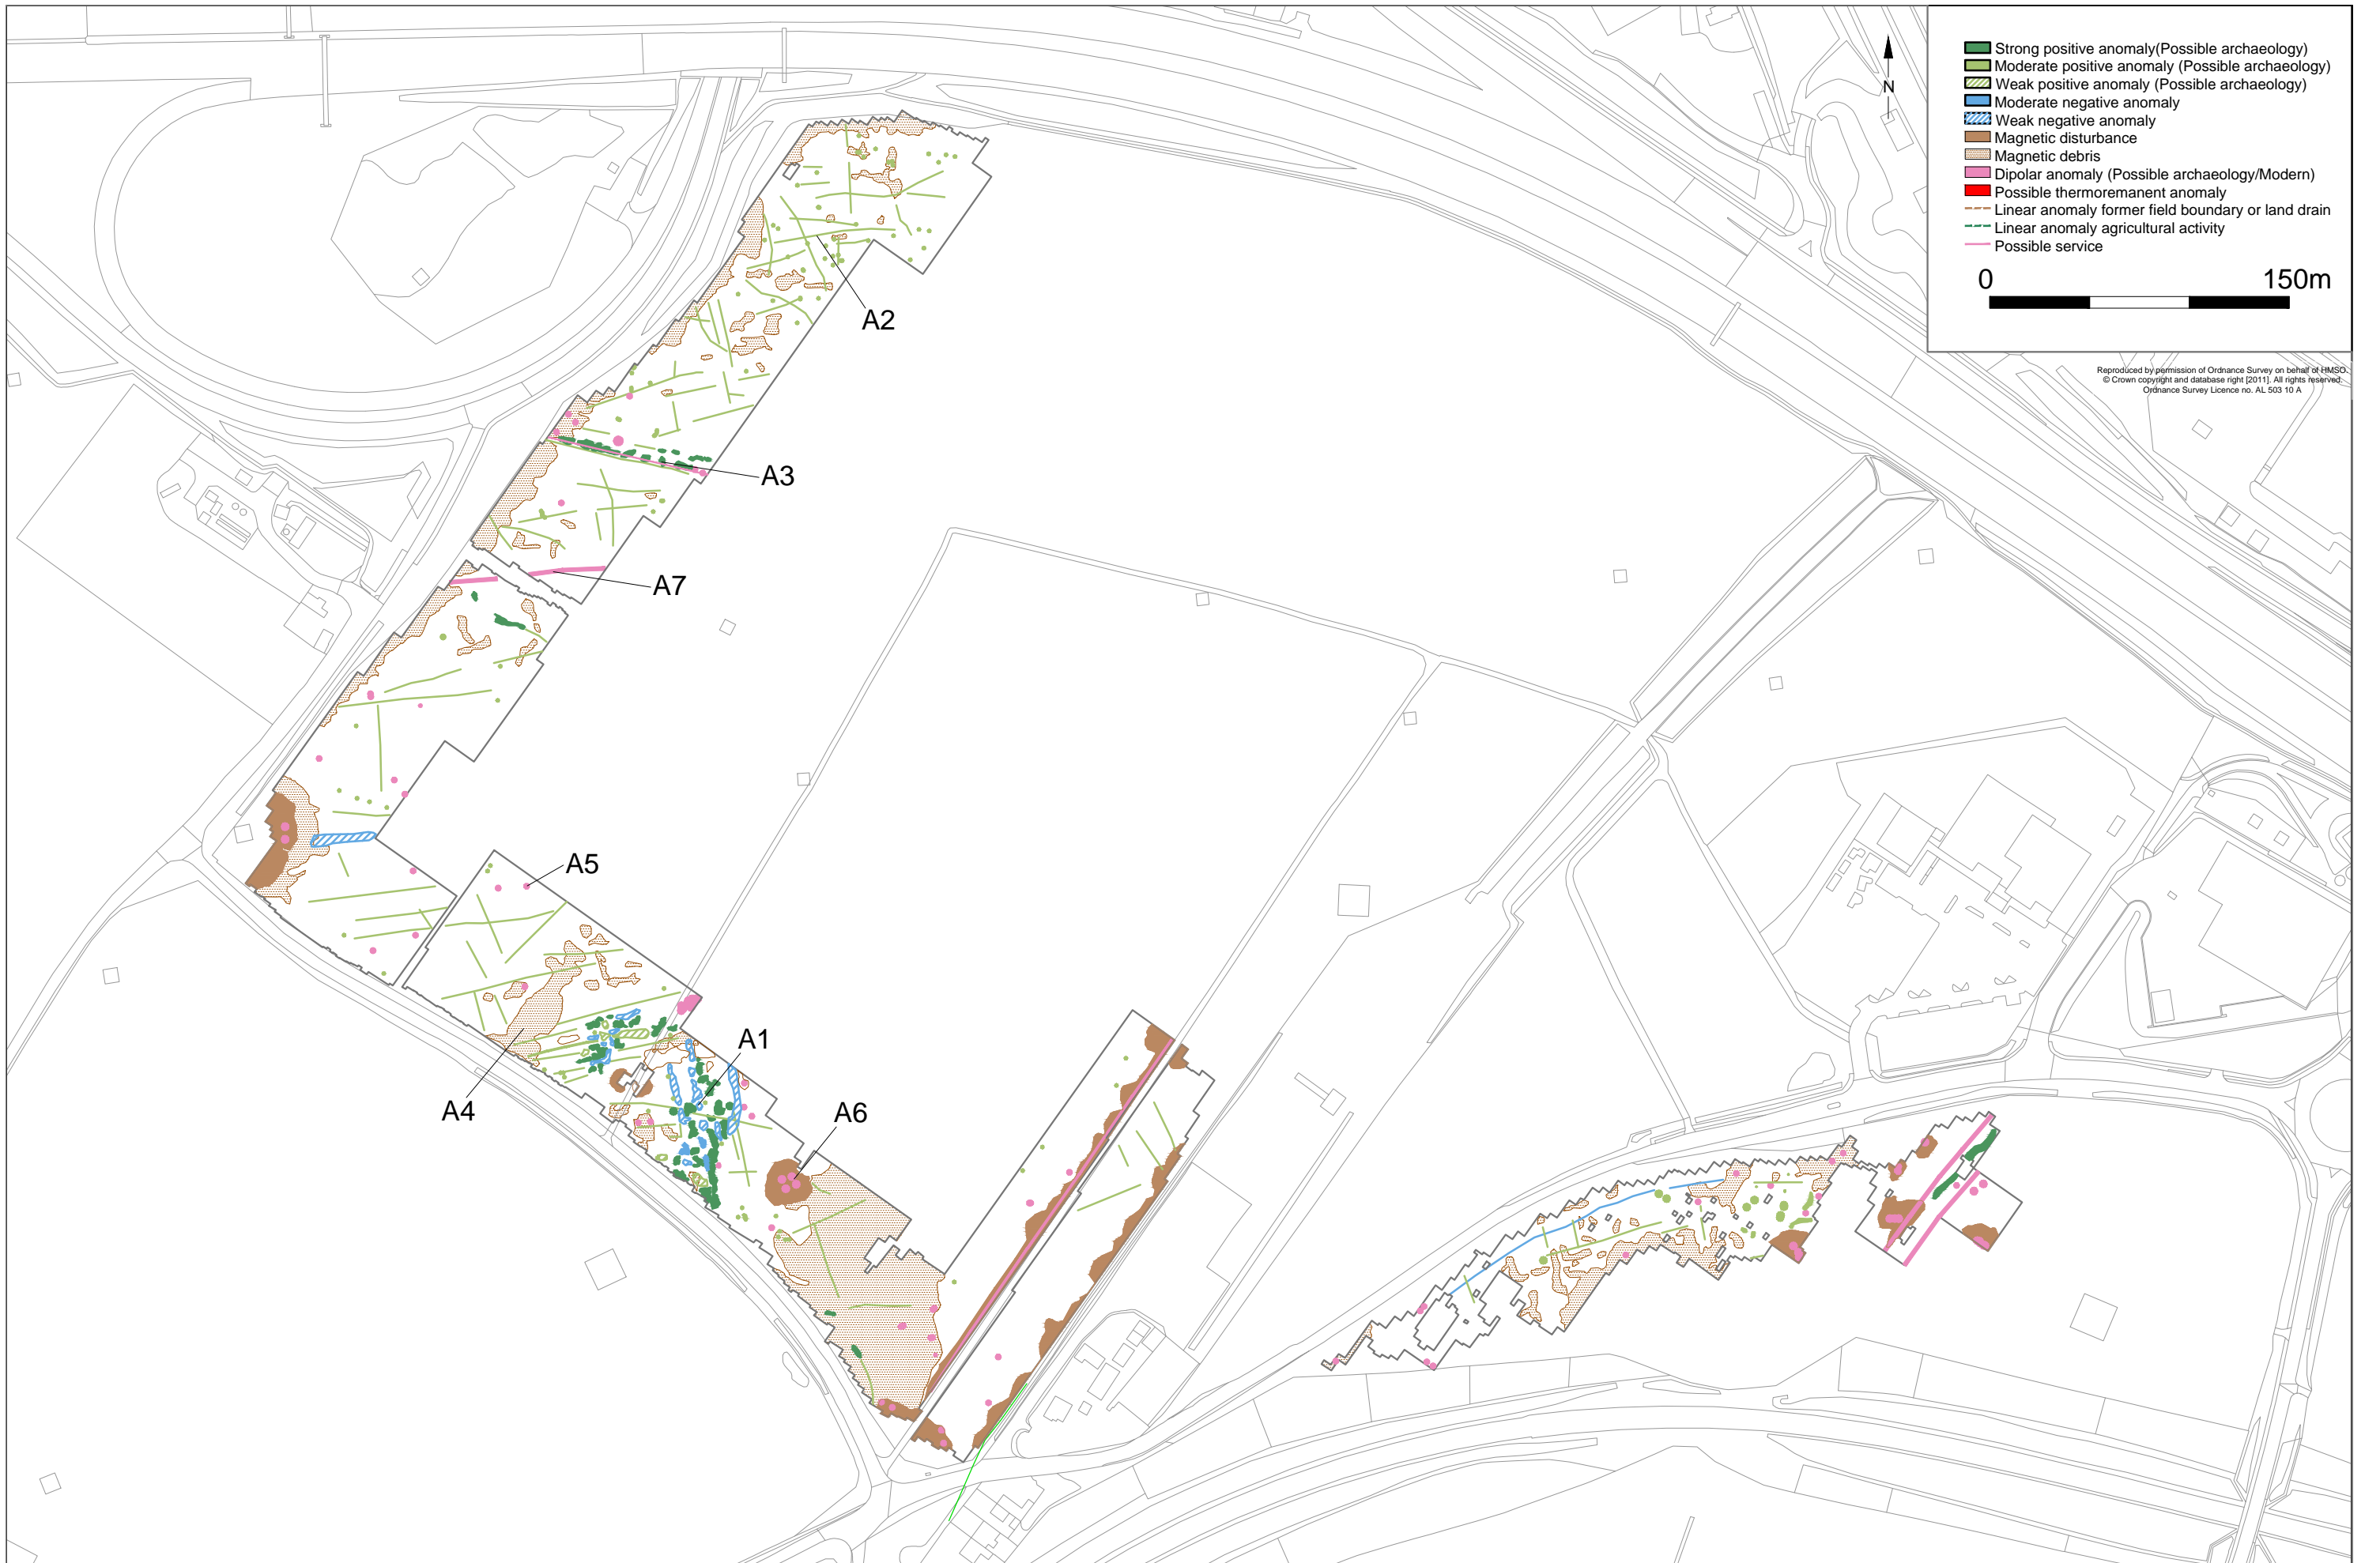 Strong positive anomaly(Possible archaeology)
Moderate positive anomaly (Possible archaeology)
Weak positive anomaly (Possible archaeology)
Moderate negative anomaly
Weak negative anomaly
Magnetic disturbance
Magnetic debris
Dipolar anomaly (Possible archaeology/Modern)
Possible thermoremanent anomaly
Linear anomaly former field boundary or land drain
Linear anomaly agricultural activity
Possible service
N
0 150m
Reproduced by permission of Ordnance Survey on behalf of HMSO.
© Crown copyright and database right [2011]. All rights reserved.
Ordnance Survey Licence no. AL 503 10 A
A2
A3
A7
A5
A1
A4
A6